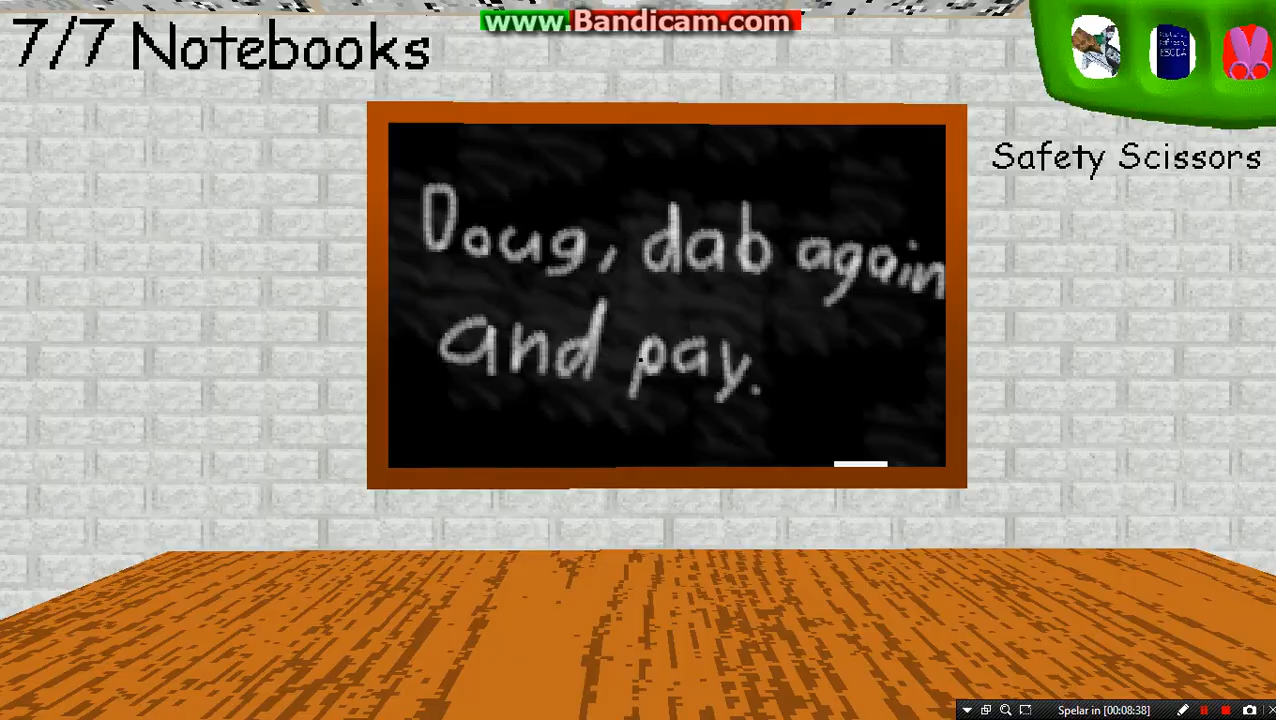 www.Bandicam.com
7/7 Notebooks
Safety Scissors
Doug, dab again
and pay.
Spelar in [00:08:38]